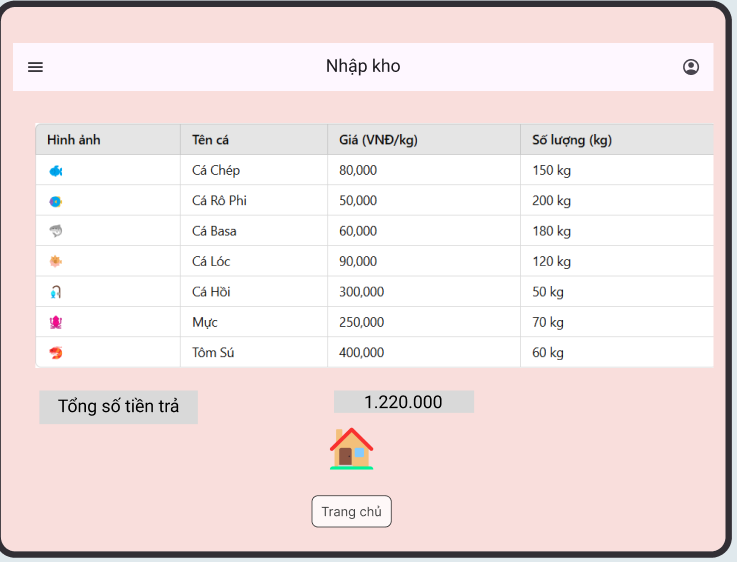 Nhập kho
Hình ảnh Tên cá Giá (VNĐ/kg) Số lượng (kg)
Cá Chép 80,000 150 kg
Cá Rô Phi 50,000 200 kg
Cá Basa 60,000 180 kg
Cá Lóc 90,000 120 kg
Cá Hồi 300,000 50 kg
Mực 250,000 70 kg
Tôm Sú 400,000 60 kg
Tổng số tiền trả 1.220.000
Trang chủ